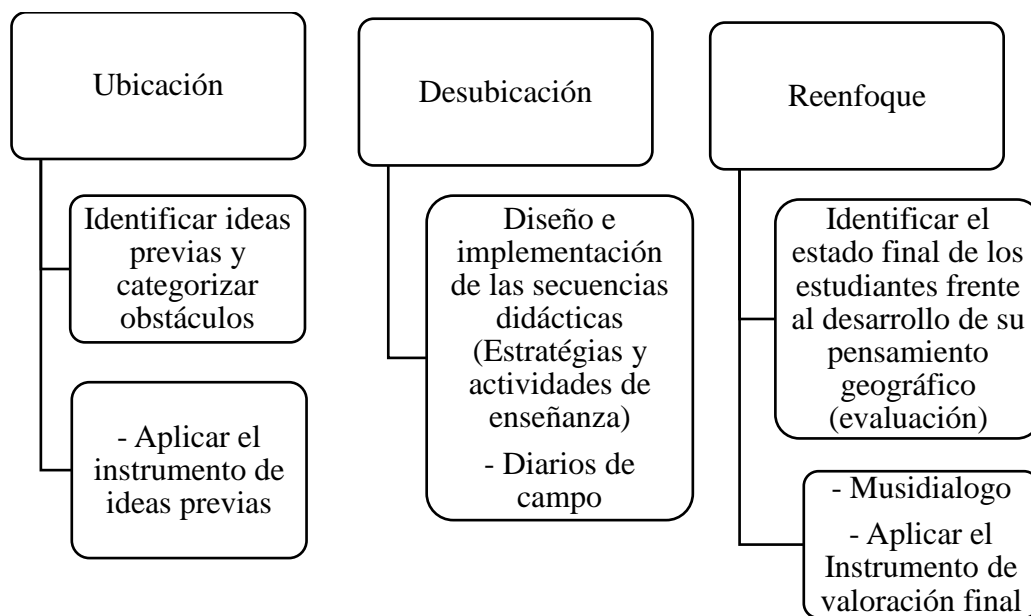 Ubicación
Identificar ideas
previas y
categorizar
obstáculos
- Aplicar el
instrumento de
ideas previas
Desubicación
Diseño e
implementación
de las secuencias
didácticas
(Estratégias y
actividades de
enseñanza)
- Diarios de
campo
Reenfoque
Identificar el
estado final de los
estudiantes frente
al desarrollo de su
pensamiento
geográfico
(evaluación)
- Musidialogo
- Aplicar el
Instrumento de
valoración final